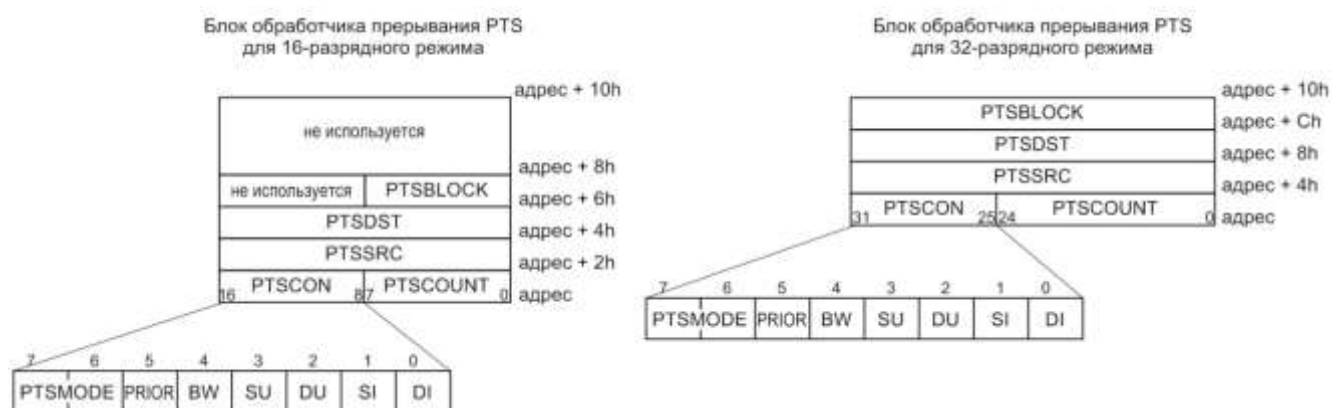 Блок обработчика прерывания PTS
для 16-разрядного режима
адрес + 10h
не используется
адрес + 8h
не используется PTSBLOCK
адрес + 6h
PTSDST
адрес + 4h
PTSSRC
адрес + 2h
PTSCON PTSCOUNT
16 8 7 0 адрес
7 6 5 4 3 2 1 0
PTSMODE PRIOR BW SU DU SI DI
Блок обработчика прерывания PTS
для 32-разрядного режима
адрес + 10h
PTSBLOCK
адрес + Ch
PTSDST
адрес + 8h
PTSSRC
адрес + 4h
PTSCON PTSCOUNT
31 25 24 0 адрес
7 6 5 4 3 2 1 0
PTSMODE PRIOR BW SU DU SI DI